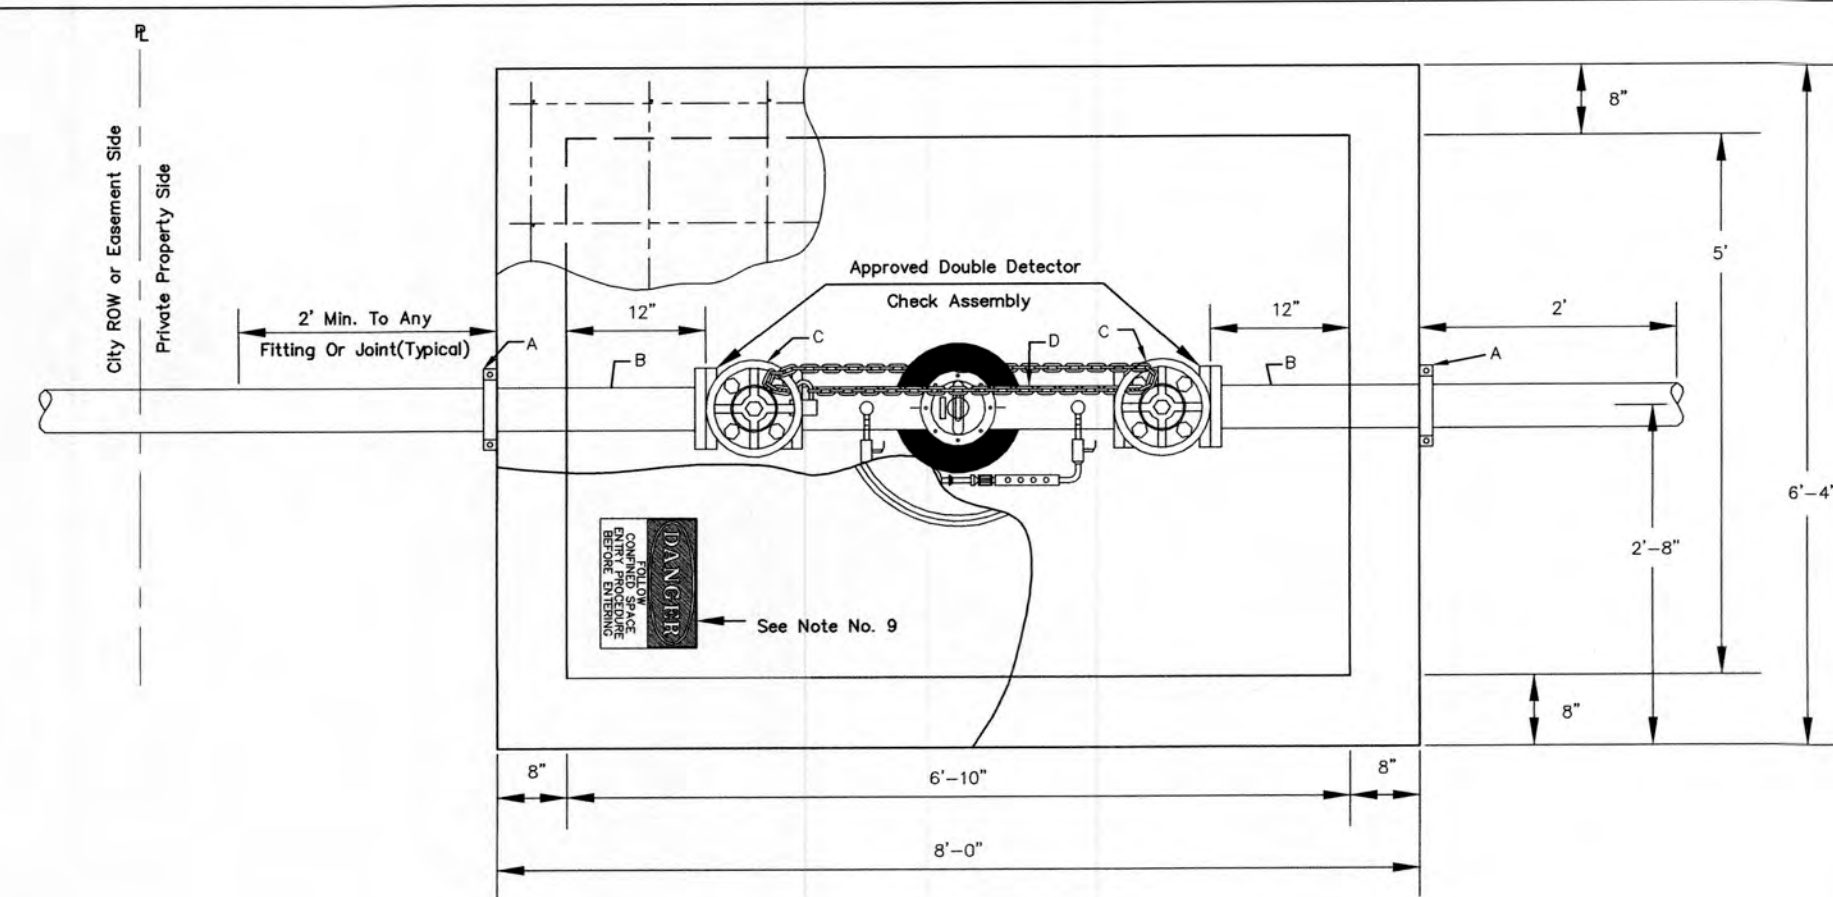 PL
City ROW or Easement Side
Private Property Side
2' Min. To Any
Fitting Or Joint(Typical)
A
B
12"
C
Approved Double Detector
Check Assembly
D
C
12"
B
A
2'
8"
5'
6'-4"
2'-8"
8"
DANGER
FOLLOW
CONFINED SPACE
ENTRY PROCEDURE
BEFORE ENTERING
See Note No. 9
8"
6'-10"
8"
8'-0"